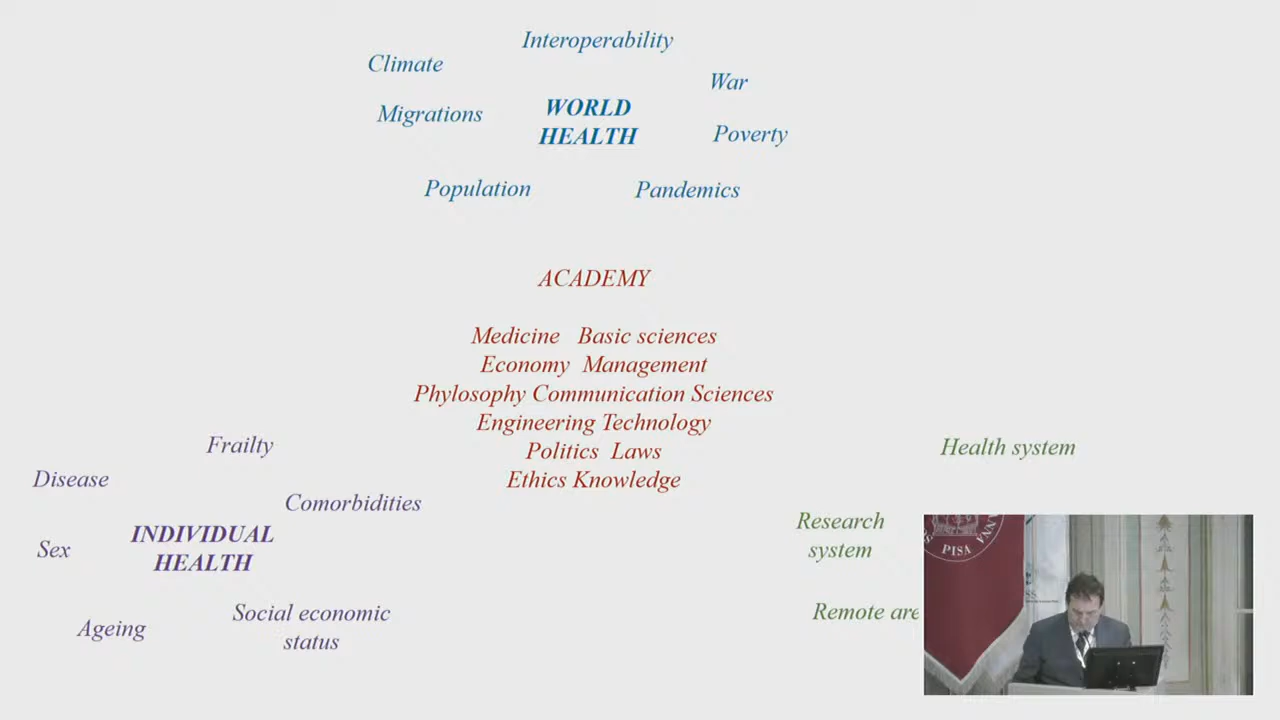 Interoperability
Climate
War
Migrations
WORLD
HEALTH
Poverty
Population
Pandemics
ACADEMY
Medicine Basic sciences
Economy Management
Phylosophy Communication Sciences
Engineering Technology
Politics Laws
Ethics Knowledge
Frailty
Disease
Comorbidities
INDIVIDUAL
HEALTH
Sex
Social economic
status
Ageing
Health system
Research
system
Remote
PISA